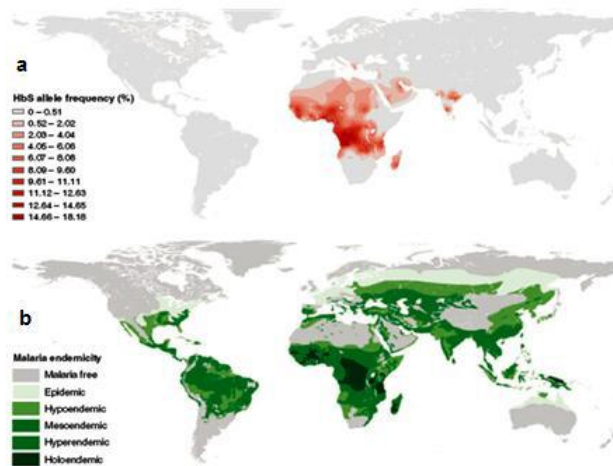 a
HbS allele frequency (%)
0 – 0.51
0.52 – 2.02
2.03 – 4.04
4.05 – 6.06
6.07 – 8.08
8.09 – 9.60
9.61 – 11.11
11.12 – 12.63
12.64 – 14.65
14.66 – 18.18
b
Malaria endemicity
Malaria free
Epidemic
Hypoendemic
Mesoendemic
Hyperendemic
Holoendemic